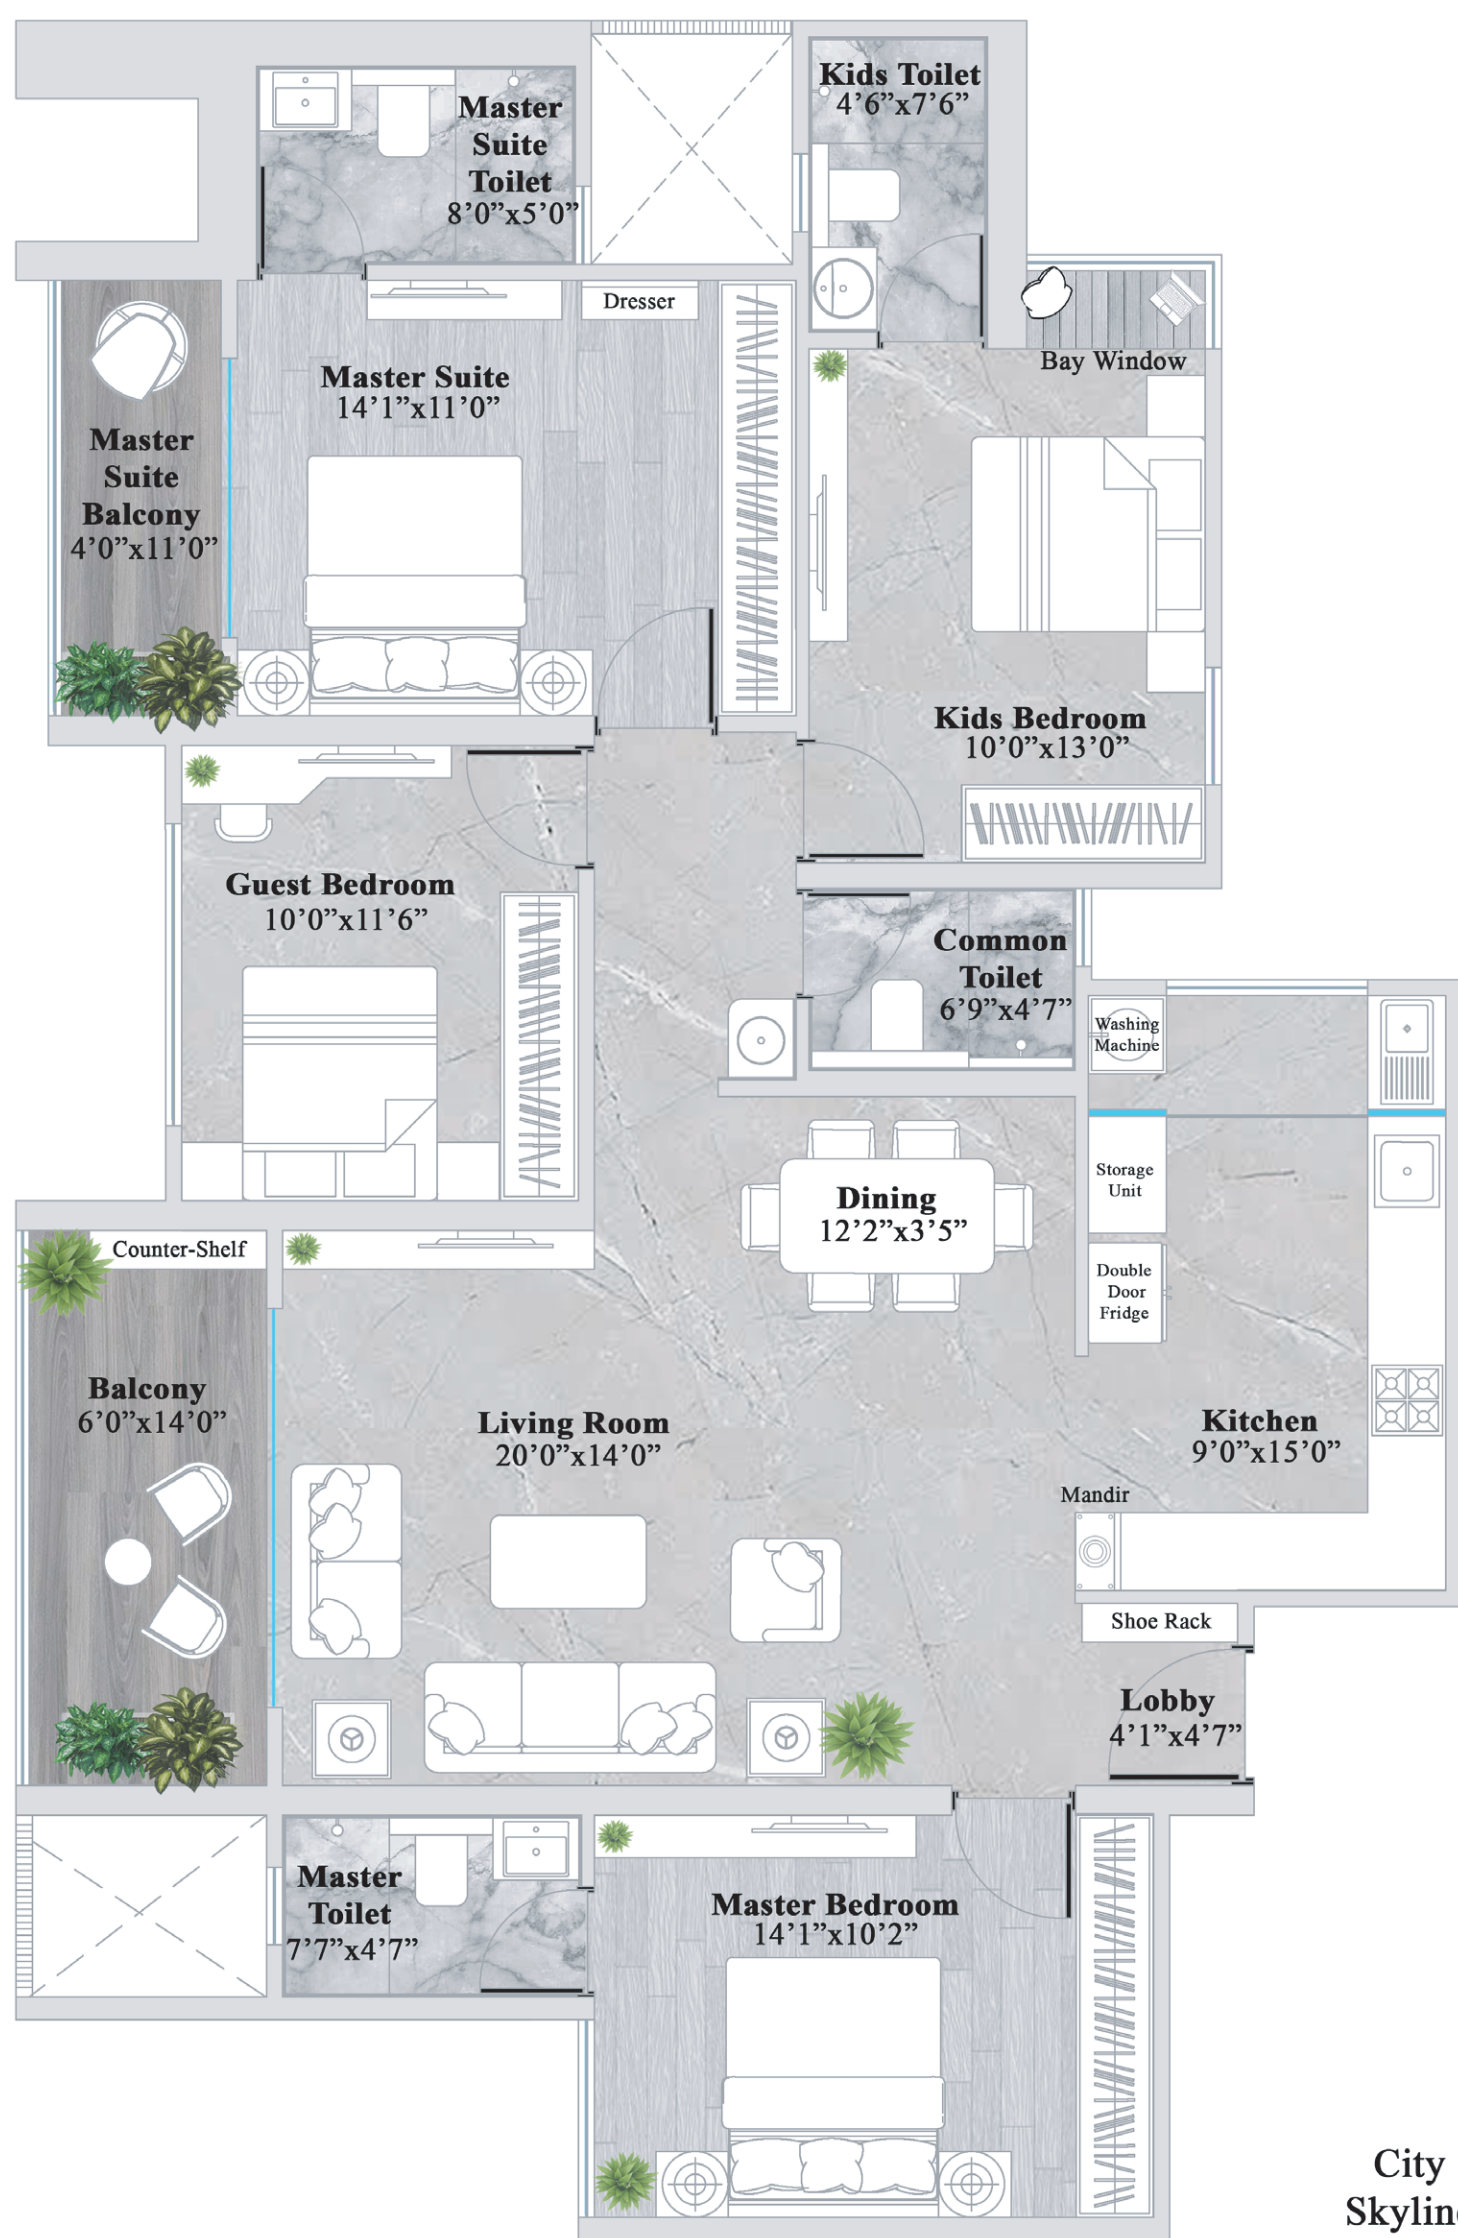 Kids Toilet
4’6”x7’6”
Master
Suite
Toilet
8’0”x5’0”
Dresser
Bay Window
Master Suite
14’1”x11’0”
Master
Suite
Balcony
4’0”x11’0”
Kids Bedroom
10’0”x13’0”
Guest Bedroom
10’0”x11’6”
Common
Toilet
6’9”x4’7”
Washing
Machine
Storage
Unit
Dining
12’2”x3’5”
Counter-Shelf
Double
Door
Fridge
Balcony
6’0”x14’0”
Living Room
20’0”x14’0”
Kitchen
9’0”x15’0”
Mandir
Shoe Rack
Lobby
4’1”x4’7”
Master
Toilet
7’7”x4’7”
Master Bedroom
14’1”x10’2”
City